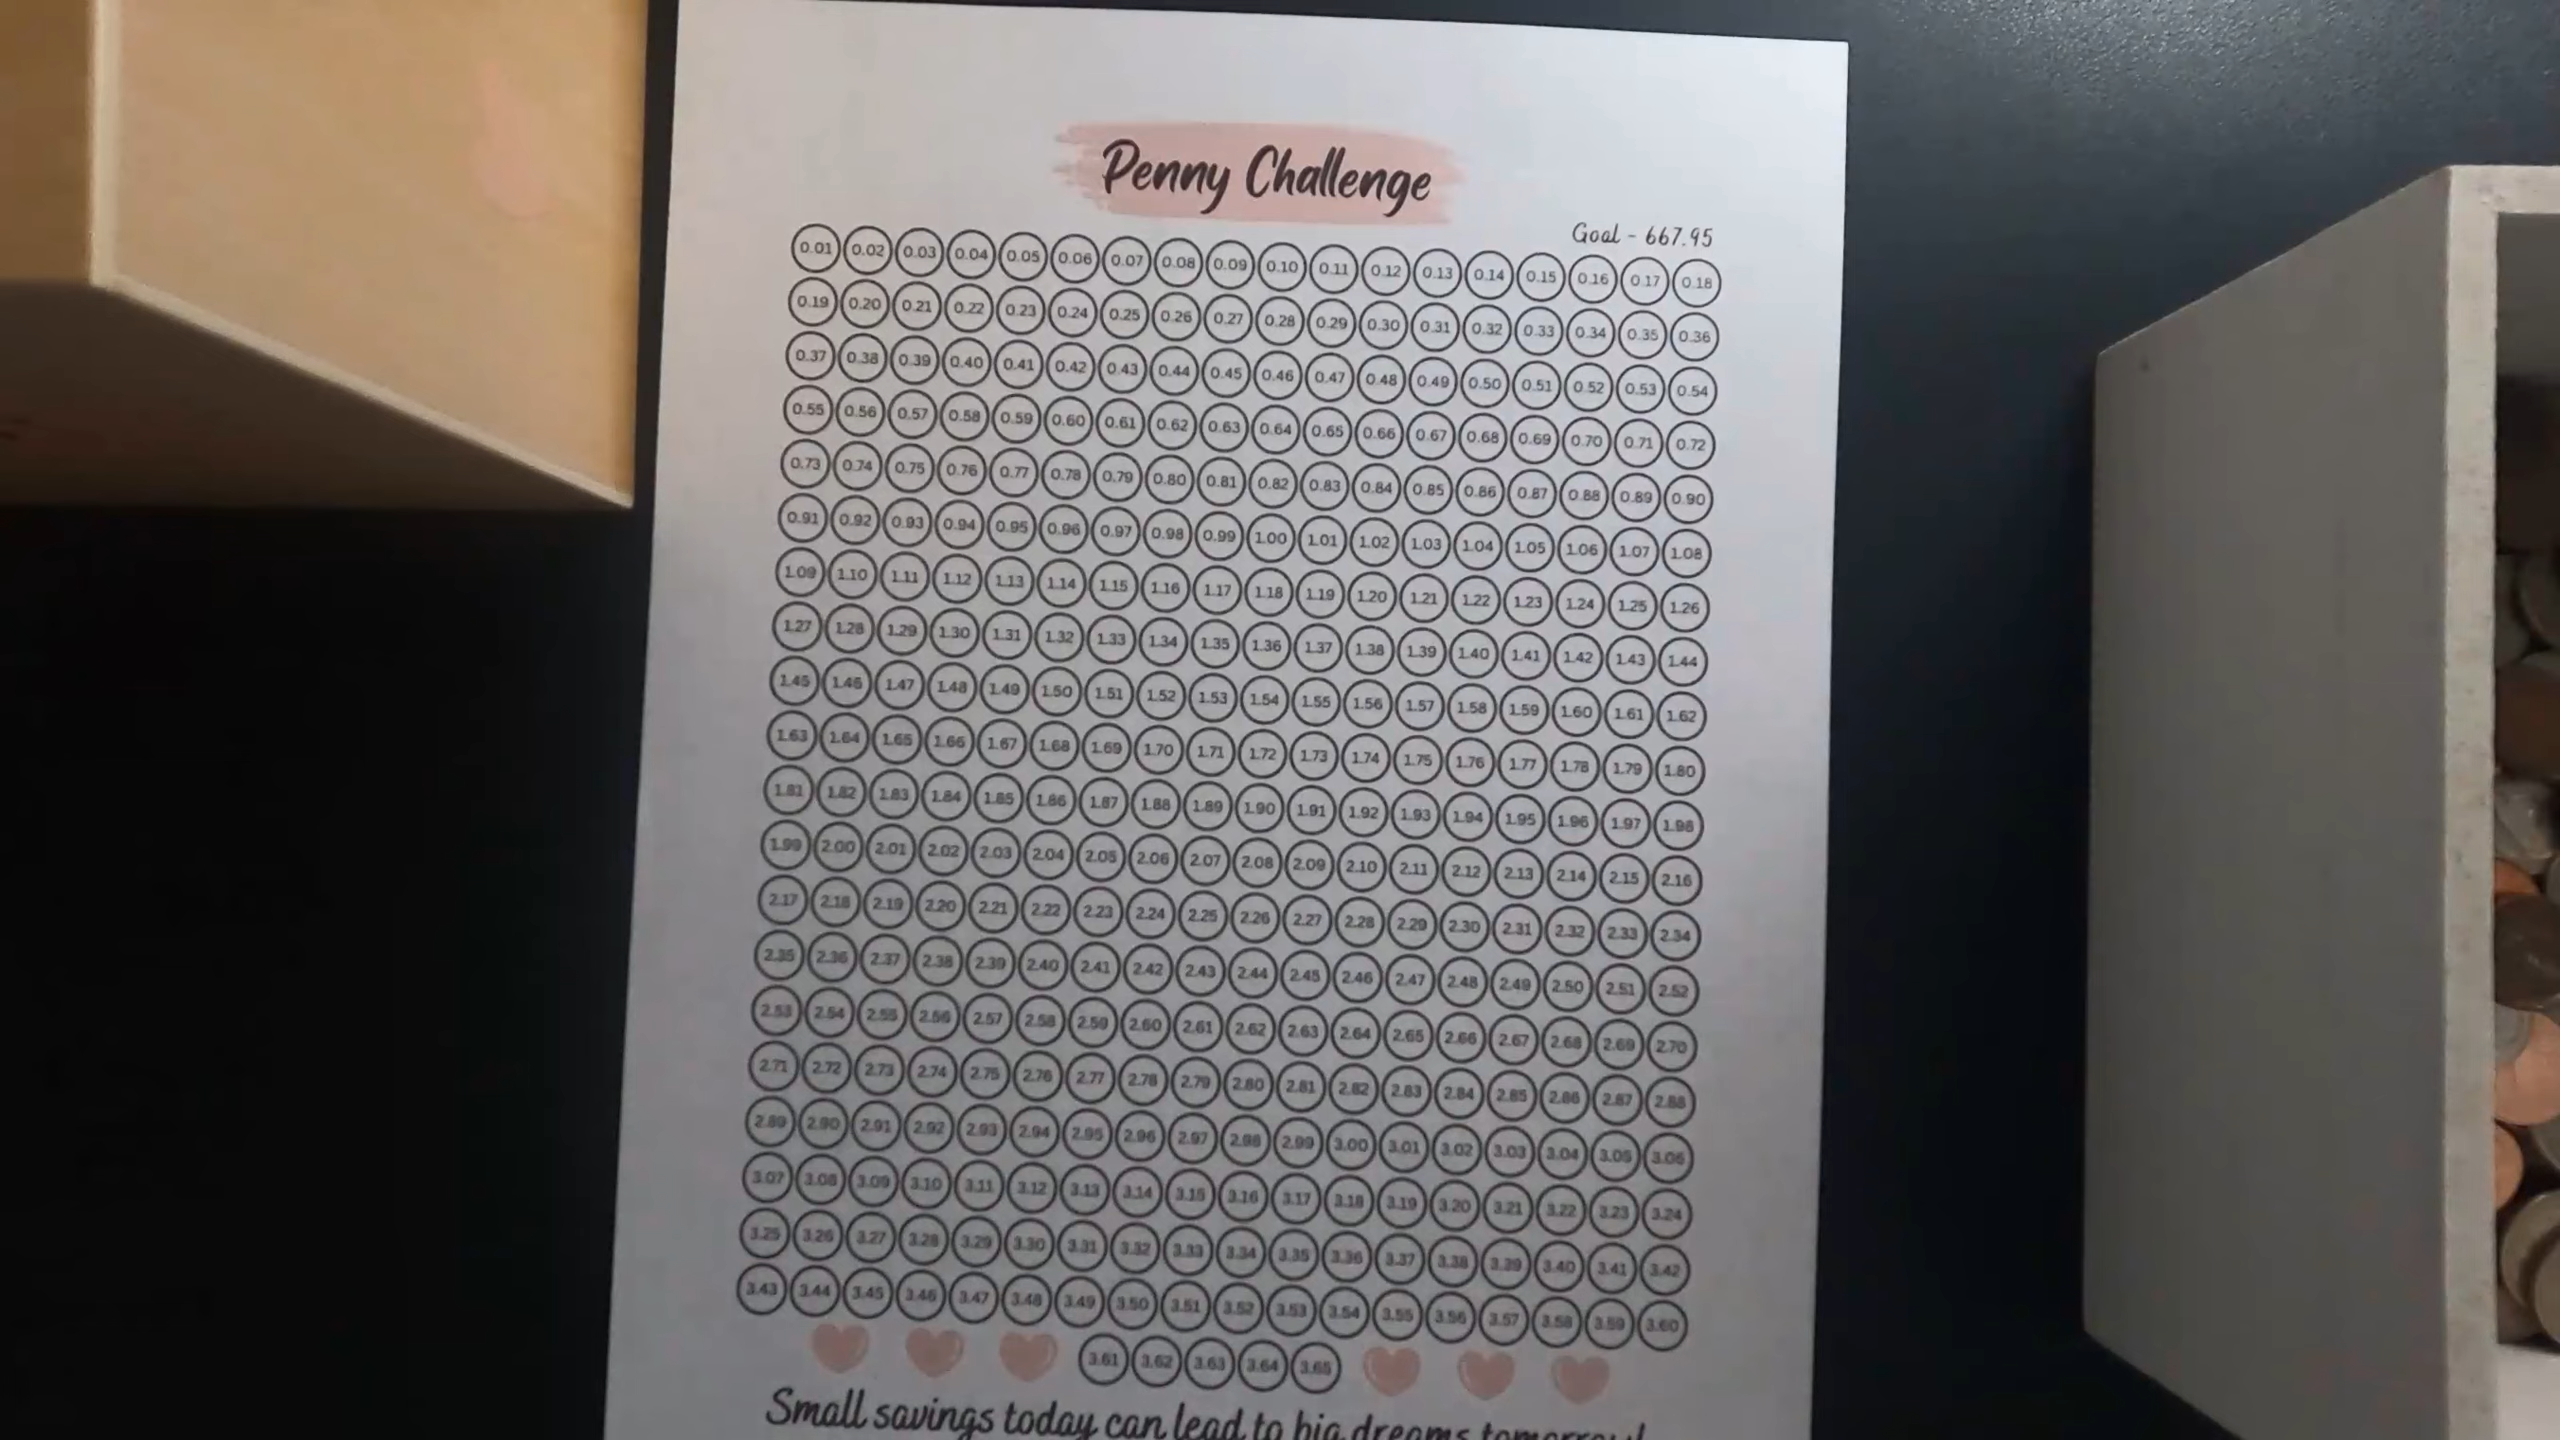 Penny Challenge
Goal - 667.95
0.01 0.02 0.03 0.04 0.05 0.06 0.07 0.08 0.09 0.10 0.11 0.12 0.13 0.14 0.15 0.16 0.17 0.18
0.19 0.20 0.21 0.22 0.23 0.24 0.25 0.26 0.27 0.28 0.29 0.30 0.31 0.32 0.33 0.34 0.35 0.36
0.37 0.38 0.39 0.40 0.41 0.42 0.43 0.44 0.45 0.46 0.47 0.48 0.49 0.50 0.51 0.52 0.53 0.54
0.55 0.56 0.57 0.58 0.59 0.60 0.61 0.62 0.63 0.64 0.65 0.66 0.67 0.68 0.69 0.70 0.71 0.72
0.73 0.74 0.75 0.76 0.77 0.78 0.79 0.80 0.81 0.82 0.83 0.84 0.85 0.86 0.87 0.88 0.89 0.90
0.91 0.92 0.93 0.94 0.95 0.96 0.97 0.98 0.99 1.00 1.01 1.02 1.03 1.04 1.05 1.06 1.07 1.08
1.09 1.10 1.11 1.12 1.13 1.14 1.15 1.16 1.17 1.18 1.19 1.20 1.21 1.22 1.23 1.24 1.25 1.26
1.27 1.28 1.29 1.30 1.31 1.32 1.33 1.34 1.35 1.36 1.37 1.38 1.39 1.40 1.41 1.42 1.43 1.44
1.45 1.46 1.47 1.48 1.49 1.50 1.51 1.52 1.53 1.54 1.55 1.56 1.57 1.58 1.59 1.60 1.61 1.62
1.63 1.64 1.65 1.66 1.67 1.68 1.69 1.70 1.71 1.72 1.73 1.74 1.75 1.76 1.77 1.78 1.79 1.80
1.81 1.82 1.83 1.84 1.85 1.86 1.87 1.88 1.89 1.90 1.91 1.92 1.93 1.94 1.95 1.96 1.97 1.98
1.99 2.00 2.01 2.02 2.03 2.04 2.05 2.06 2.07 2.08 2.09 2.10 2.11 2.12 2.13 2.14 2.15 2.16
2.17 2.18 2.19 2.20 2.21 2.22 2.23 2.24 2.25 2.26 2.27 2.28 2.29 2.30 2.31 2.32 2.33 2.34
2.35 2.36 2.37 2.38 2.39 2.40 2.41 2.42 2.43 2.44 2.45 2.46 2.47 2.48 2.49 2.50 2.51 2.52
2.53 2.54 2.55 2.56 2.57 2.58 2.59 2.60 2.61 2.62 2.63 2.64 2.65 2.66 2.67 2.68 2.69 2.70
2.71 2.72 2.73 2.74 2.75 2.76 2.77 2.78 2.79 2.80 2.81 2.82 2.83 2.84 2.85 2.86 2.87 2.88
2.89 2.90 2.91 2.92 2.93 2.94 2.95 2.96 2.97 2.98 2.99 3.00 3.01 3.02 3.03 3.04 3.05 3.06
3.07 3.08 3.09 3.10 3.11 3.12 3.13 3.14 3.15 3.16 3.17 3.18 3.19 3.20 3.21 3.22 3.23 3.24
3.25 3.26 3.27 3.28 3.29 3.30 3.31 3.32 3.33 3.34 3.35 3.36 3.37 3.38 3.39 3.40 3.41 3.42
3.43 3.44 3.45 3.46 3.47 3.48 3.49 3.50 3.51 3.52 3.53 3.54 3.55 3.56 3.57 3.58 3.59 3.60
3.61 3.62 3.63 3.64 3.65
Small savings today can lead to big dreams tomorrow!